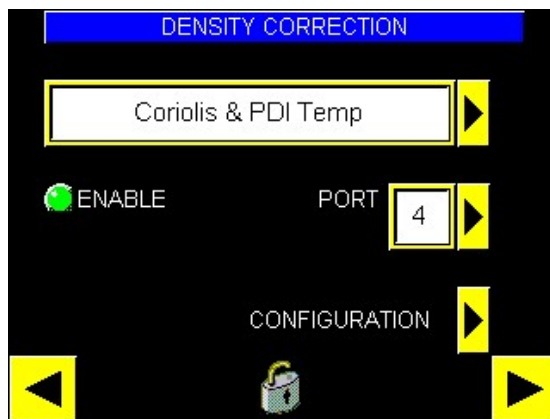 DENSITY CORRECTION
Coriolis & PDI Temp
ENABLE PORT 4
CONFIGURATION